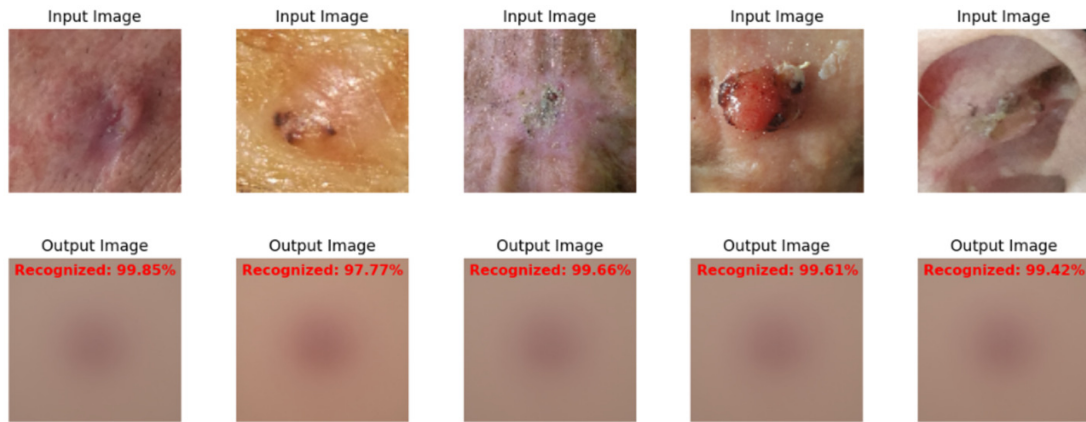 Input Image Input Image Input Image Input Image Input Image
Output Image Output Image Output Image Output Image Output Image
Recognized: 99.85% Recognized: 97.77% Recognized: 99.66% Recognized: 99.61% Recognized: 99.42%